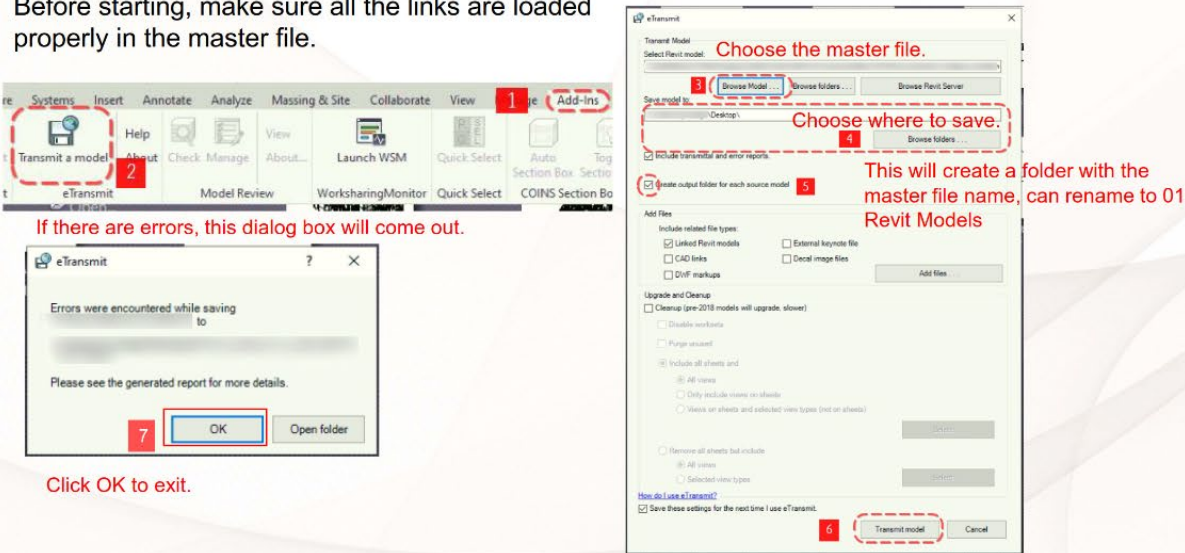 Before starting, make sure all the links are loaded
properly in the master file.
re Systems Insert Annotate Analyze Massing & Site Collaborate View 1 ge Add-Ins
Help View
t Transmit a model About Check Manage About... Launch WSM Quick Select Auto Section Box Tog Sectio
2
t eTransmit Model Review WorksharingMonitor Quick Select COINS Section Bo
If there are errors, this dialog box will come out.
eTransmit ? ×
Errors were encountered while saving
to
Please see the generated report for more details.
7 OK Open folder
Click OK to exit.
eTransmit ×
Transmit Model
Select Revit model:
Choose the master file.
3 Browse Model . . . Browse folders . . . Browse Revit Server
Save model to:
\Desktop\
Choose where to save.
4 Browse folders . . .
Include transmittal and error reports.
Create output folder for each source model 5
This will create a folder with the
master file name, can rename to 01
Revit Models
Add Files
Include related file types:
Linked Revit models External keynote file
CAD links Decal image files
DWF markups Add files . . .
Upgrade and Cleanup
Cleanup (pre-2018 models will upgrade, slower)
Disable worksets
Purge unused
Include all sheets and
All views
Only include views on sheets
Views on sheets and selected view types (not on sheets)
Select . . .
Remove all sheets but include
All views
Selected view types Select . . .
How do I use eTransmit?
Save these settings for the next time I use eTransmit.
6 Transmit model Cancel